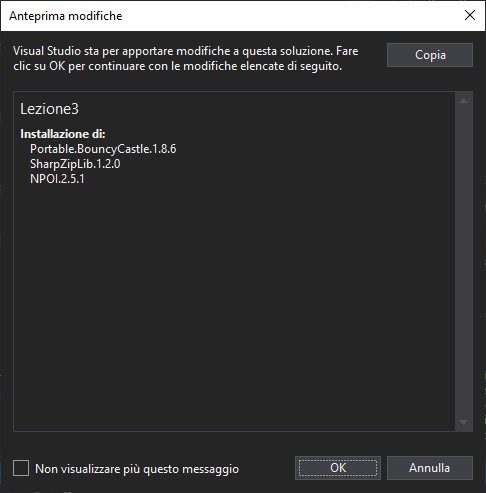 Anteprima modifiche
Visual Studio sta per apportare modifiche a questa soluzione. Fare
clic su OK per continuare con le modifiche elencate di seguito.
Copia
Lezione3
Installazione di:
Portable.BouncyCastle.1.8.6
SharpZipLib.1.2.0
NPOI.2.5.1
Non visualizzare più questo messaggio
OK
Annulla